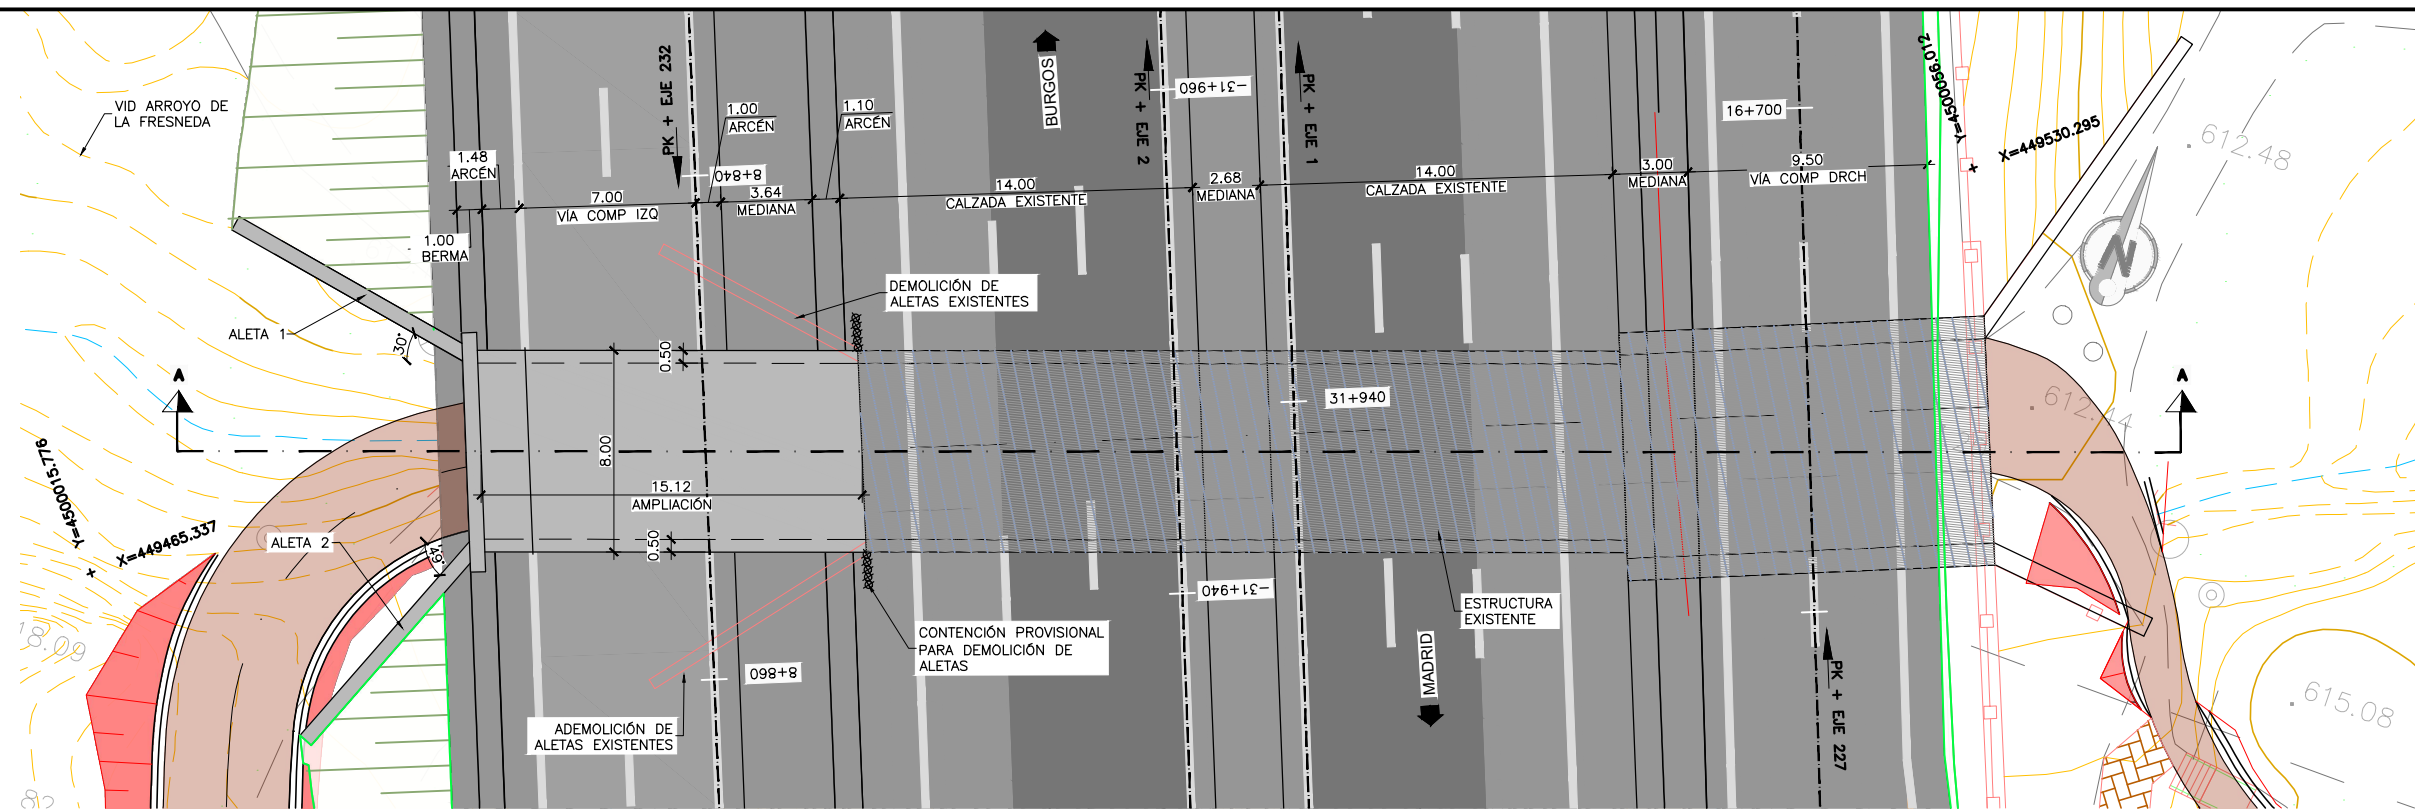 VID ARROYO DE
LA FRESNEDA
1.48
ARCÉN
1.00
BERMA
7.00
VÍA COMP IZQ
PK + EJE 232
8+840
1.00
ARCÉN
3.64
MEDIANA
1.10
ARCÉN
BURGOS
14.00
CALZADA EXISTENTE
PK + EJE 2
-31+960
2.68
MEDIANA
PK + EJE 1
14.00
CALZADA EXISTENTE
3.00
MEDIANA
16+700
9.50
VÍA COMP DRCH
Y=4500056.012
X=449530.295
612.48
N
DEMOLICIÓN DE
ALETAS EXISTENTES
ALETA 1
30°
0.50
A
A
31+940
612.44
8.00
15.12
AMPLIACIÓN
0.50
Y=4500015.776
X=449465.337
ALETA 2
49°
18.09
CONTENCIÓN PROVISIONAL
PARA DEMOLICIÓN DE
ALETAS
-31+940
ESTRUCTURA
EXISTENTE
MADRID
8+860
ADEMOLICIÓN DE
ALETAS EXISTENTES
PK + EJE 227
615.08